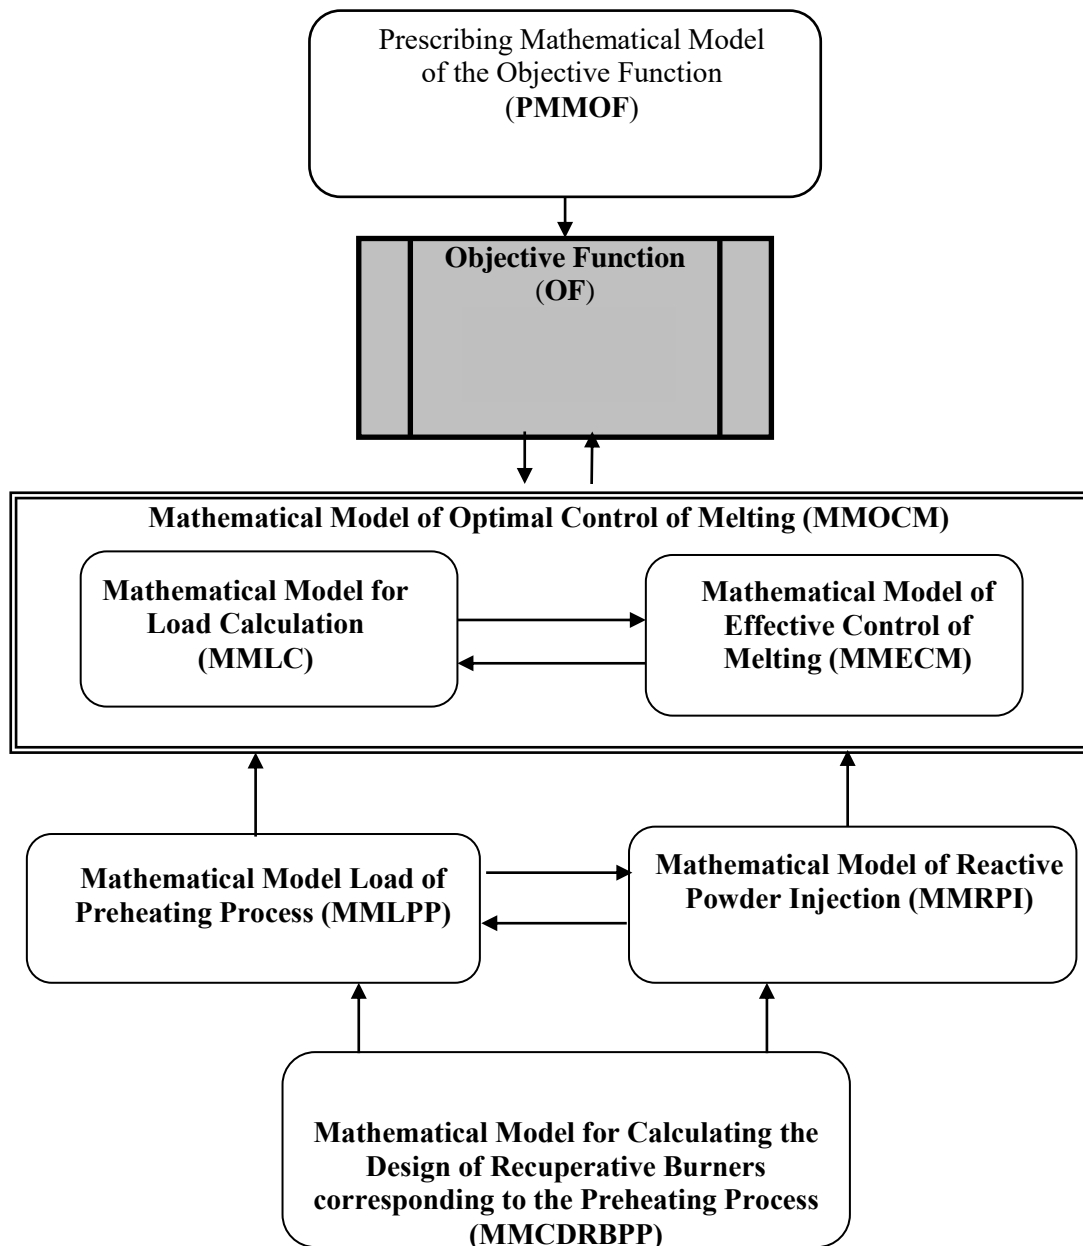 Prescribing Mathematical Model
of the Objective Function
(PMMOF)
Objective Function
(OF)
Mathematical Model of Optimal Control of Melting (MMOCM)
Mathematical Model for
Load Calculation
(MMLC)
Mathematical Model of
Effective Control of
Melting (MMECM)
Mathematical Model Load of
Preheating Process (MMLPP)
Mathematical Model of Reactive
Powder Injection (MMRPI)
Mathematical Model for Calculating the
Design of Recuperative Burners
corresponding to the Preheating Process
(MMCDRBPP)